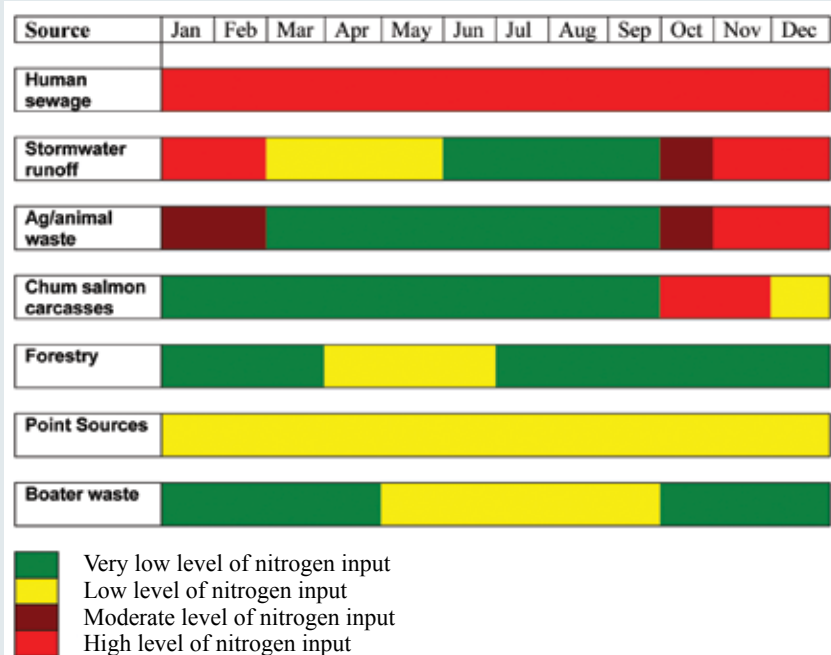 Source Jan Feb Mar Apr May Jun Jul Aug Sep Oct Nov Dec
Human
sewage
Stormwater
runoff
Ag/animal
waste
Chum salmon
carcasses
Forestry
Point Sources
Boater waste
Very low level of nitrogen input
Low level of nitrogen input
Moderate level of nitrogen input
High level of nitrogen input